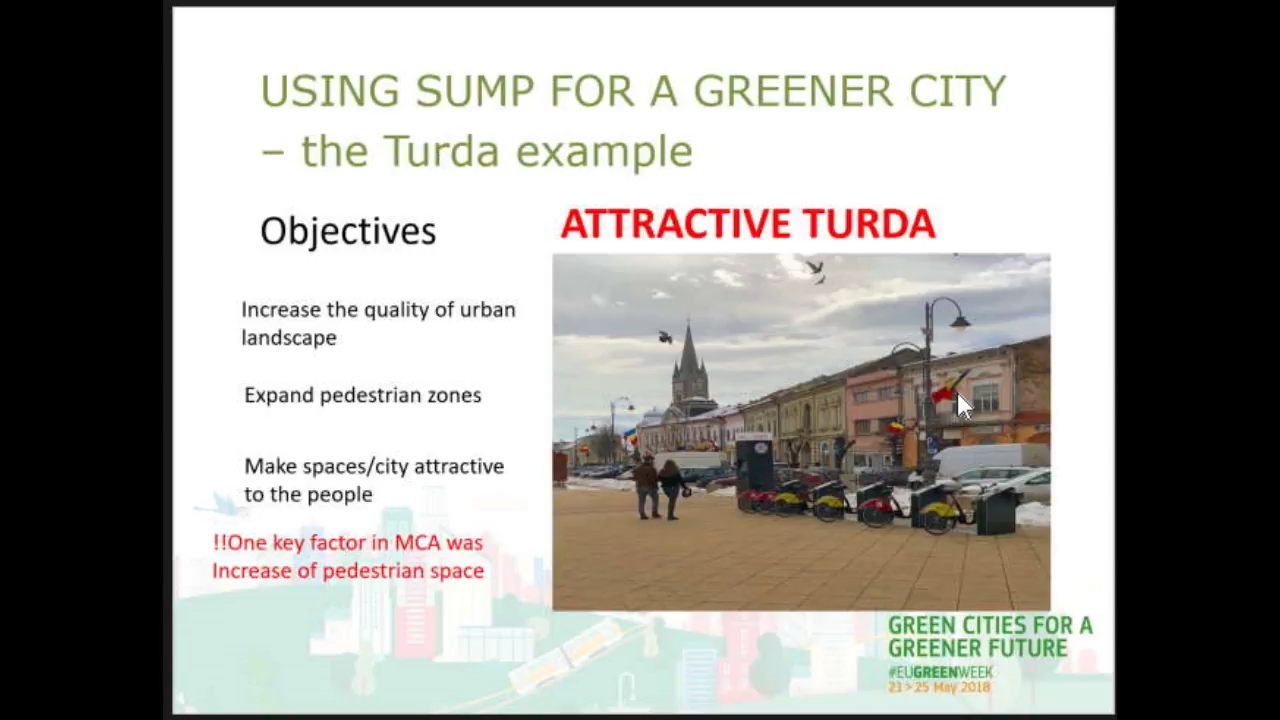 USING SUMP FOR A GREENER CITY
– the Turda example
Objectives
ATTRACTIVE TURDA
Increase the quality of urban
landscape
Expand pedestrian zones
Make spaces/city attractive
to the people
!!One key factor in MCA was
Increase of pedestrian space
GREEN CITIES FOR A
GREENER FUTURE
#EUGREENWEEK
21 > 25 May 2018